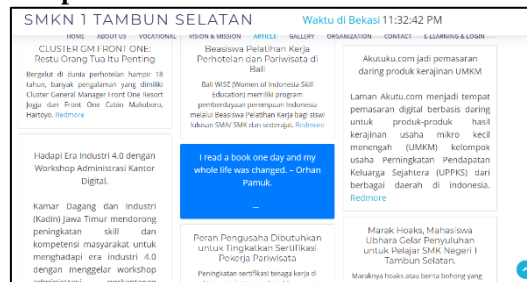 SMKN 1 TAMBUN SELATAN
Waktu di Bekasi 11:32:42 PM
HOME ABOUT US VOCATIONAL VISION & MISSION ARTICLE GALLERY ORGANIZATION CONTACT E-LEARNING & LOGIN
CLUSTER GM FRONT ONE:
Restu Orang Tua Itu Penting
Bergelut di dunia perhotelan hampir 18
tahun, banyak pengalaman yang dimiliki
Cluster General Manager Front One Resort
Jogja dan Front One Cabin Malioboro,
Hartoyo. Redmore
Hadapi Era Industri 4.0 dengan
Workshop Administrasi Kantor
Digital.
Kamar Dagang dan Industri
(Kadin) Jawa Timur mendorong
peningkatan skill dan
kompetensi masyarakat untuk
menghadapi era industri 4.0
dengan menggelar workshop
administrasi perkantoran
Beasiswa Pelatihan Kerja
Perhotelan dan Pariwisata di
Bali
Bali WISE (Women of Indonesia Skill
Education) memiliki program
pemberdayaan perempuan Indonesia
melalui Beasiswa Pelatihan Kerja bagi siswi
lulusan SMA/ SMK dan sederajat. Redmore
I read a book one day and my
whole life was changed. – Orhan
Pamuk.
—
Peran Pengusaha Dibutuhkan
untuk Tingkatkan Sertifikasi
Pekerja Pariwisata
Peningkatan sertifikasi tenaga kerja di
Akutuku.com jadi pemasaran
daring produk kerajinan UMKM
Laman Akutu.com menjadi tempat
pemasaran digital berbasis daring
untuk produk-produk hasil
kerajinan usaha mikro kecil
menengah (UMKM) kelompok
usaha Perningkatan Pendapatan
Keluarga Sejahtera (UPPKS) dari
berbagai daerah di indonesia.
Redmore
Marak Hoaks, Mahasiswa
Ubhara Gelar Penyuluhan
untuk Pelajar SMK Negeri I
Tambun Selatan.
Maraknya hoaks atau berita bohong yang